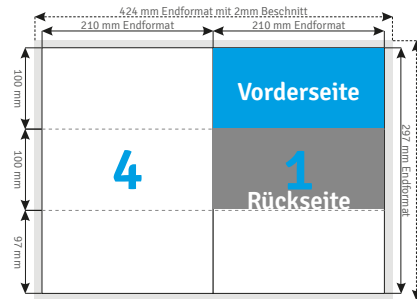 424 mm Endformat mit 2mm Beschnitt
210 mm Endformat
210 mm Endformat
100 mm
100 mm
97 mm
Vorderseite
4
1
Rückseite
297 mm Endformat